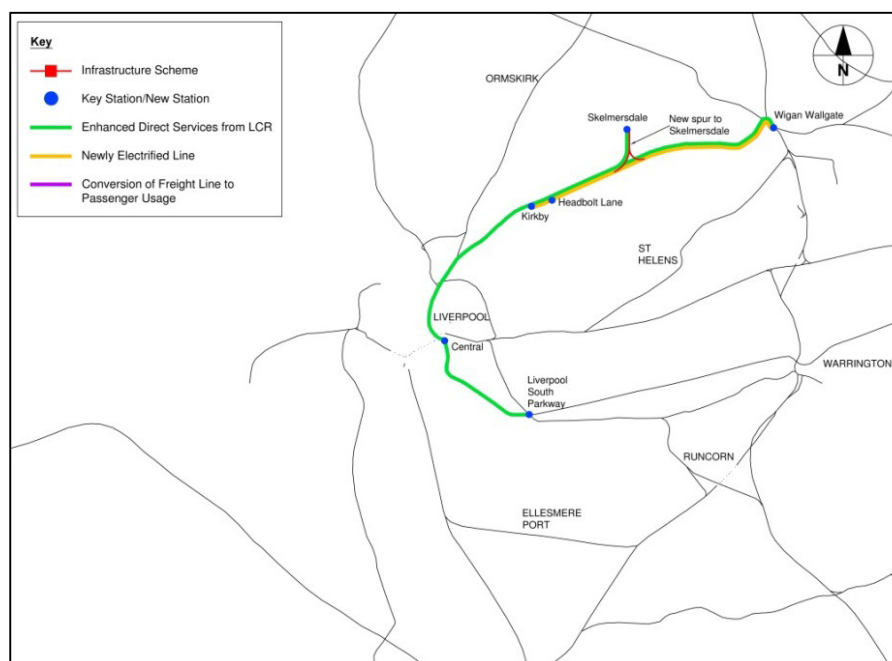 Key
Infrastructure Scheme
Key Station/New Station
Enhanced Direct Services from LCR
Newly Electrified Line
Conversion of Freight Line to
Passenger Usage
N
ORMSKIRK
Skelmersdale
New spur to
Skelmersdale
Wigan Wallgate
Headbolt Lane
Kirkby
ST
HELENS
LIVERPOOL
Central
WARRINGTON
Liverpool
South
Parkway
RUNCORN
ELLESMERE
PORT